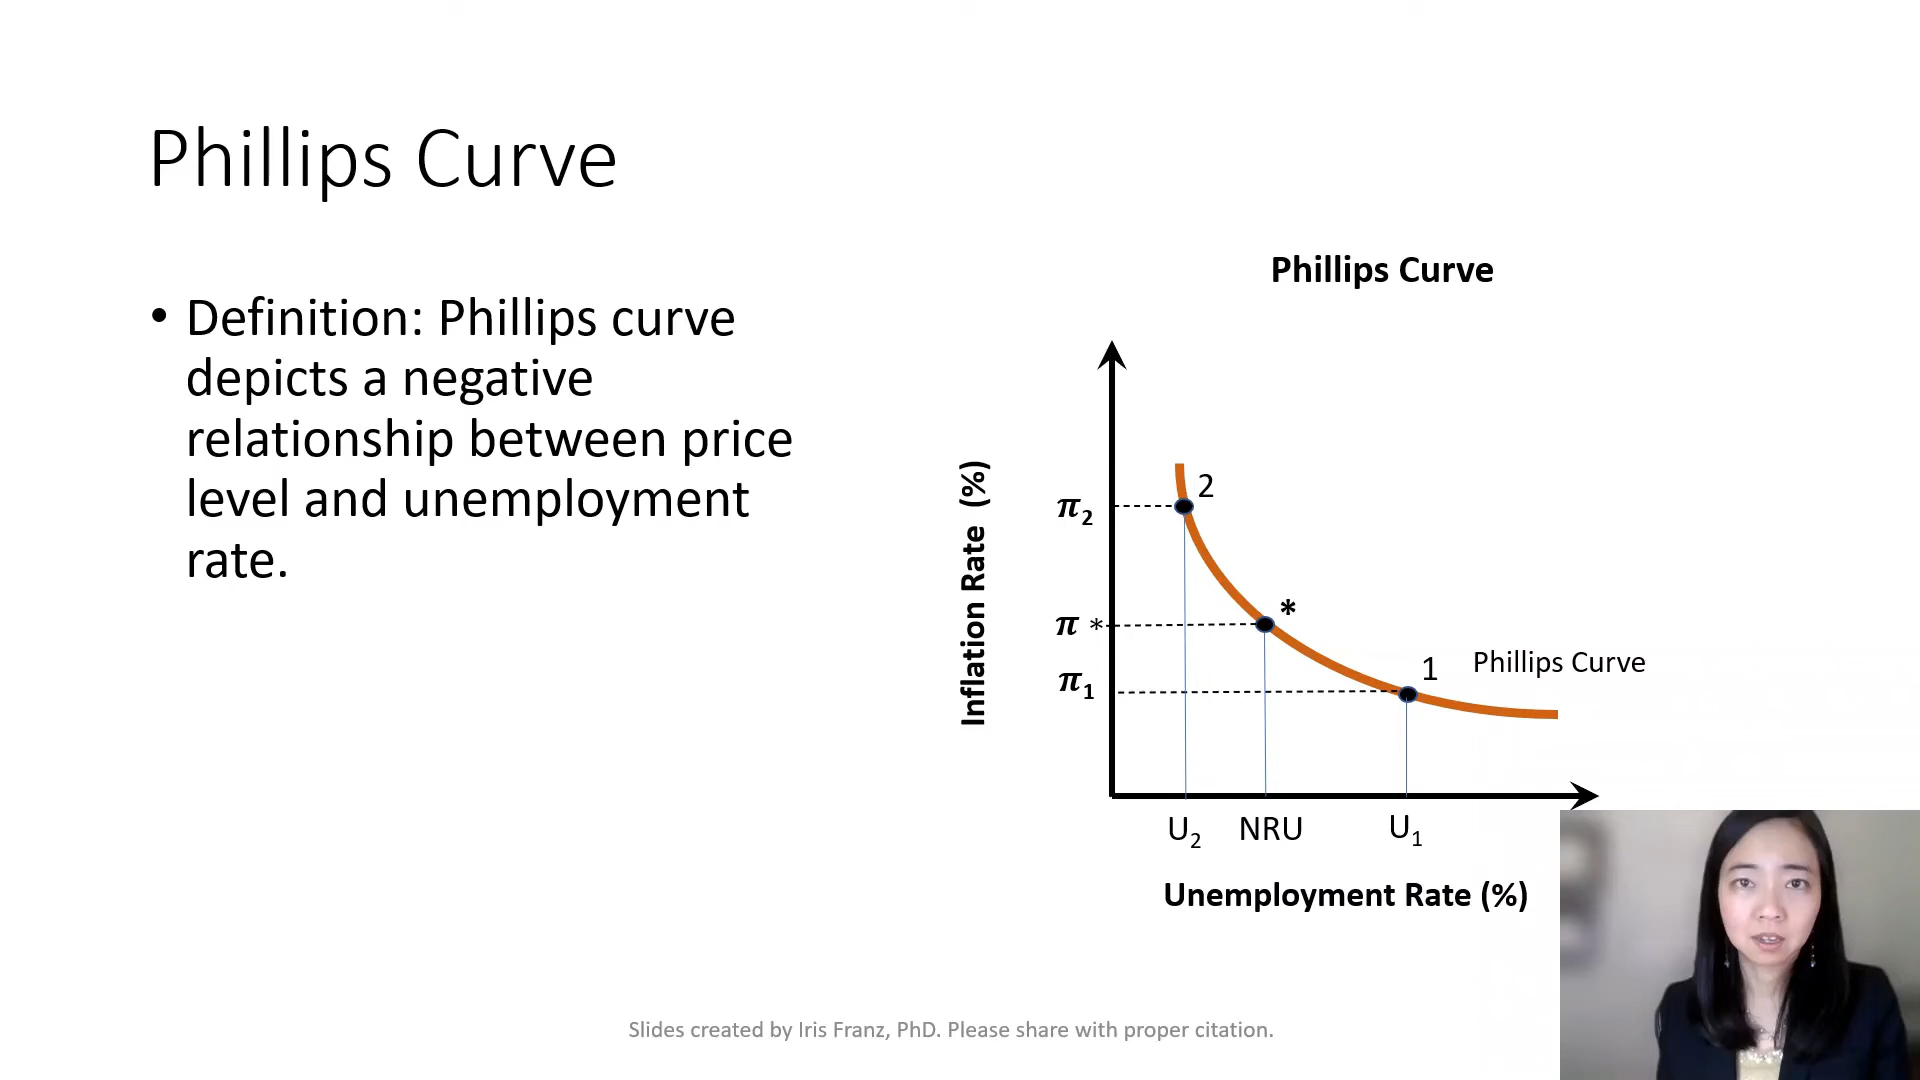 Phillips Curve
• Definition: Phillips curve
depicts a negative
relationship between price
level and unemployment
rate.
Phillips Curve
Inflation Rate (%)
π₂
2
π *
*
π₁
1
Phillips Curve
U₂ NRU U₁
Unemployment Rate (%)
Slides created by Iris Franz, PhD. Please share with proper citation.